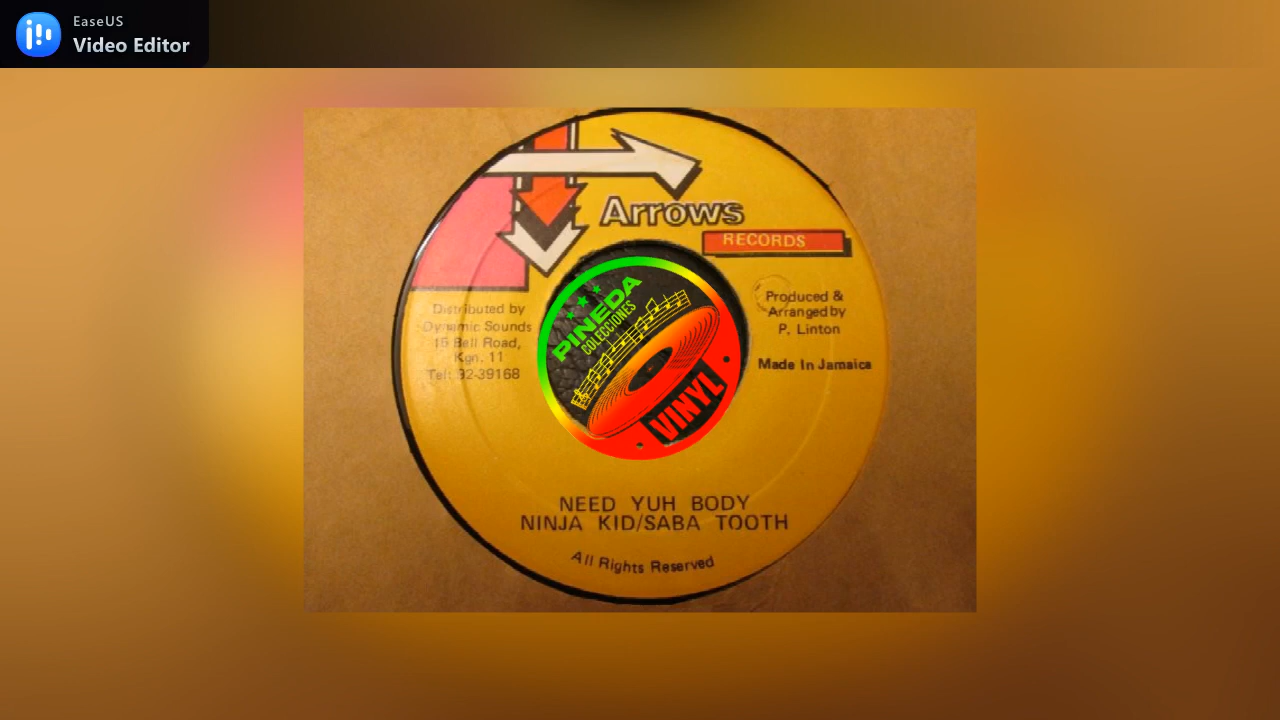 EaseUS
Video Editor
Arrows
RECORDS
Distributed by
Dynamic Sounds
15 Bell Road,
Kgn. 11
Tel: 92-39168
Produced &
Arranged by
P. Linton
Made In Jamaica
PINEDA
COLECCIONES
VINYL
NEED YUH BODY
NINJA KID/SABA TOOTH
All Rights Reserved